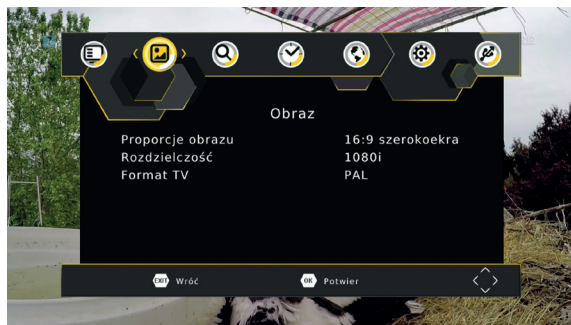 Obraz
Proporcje obrazu 16:9 szerokoekra
Rozdzielczość 1080i
Format TV PAL
EXIT Wróć OK Potwier